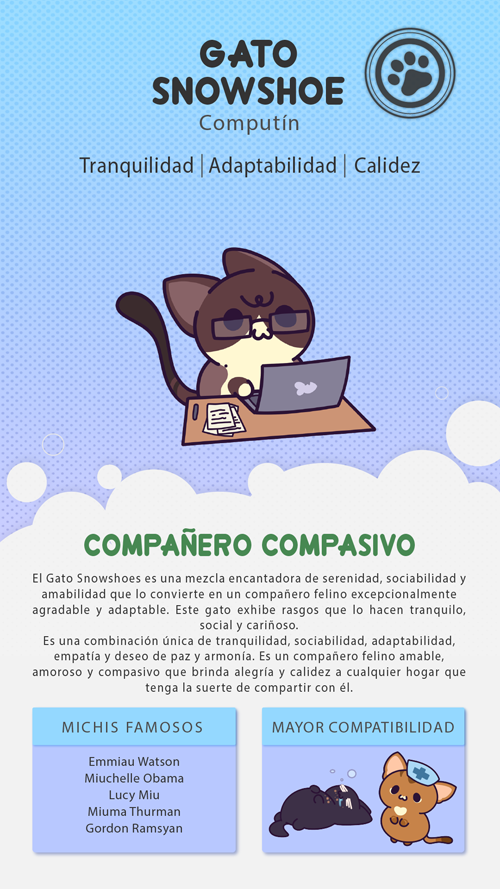 GATO
SNOWSHOE
Computín
Tranquilidad | Adaptabilidad | Calidez
COMPAÑERO COMPASIVO
El Gato Snowshoes es una mezcla encantadora de serenidad, sociabilidad y
amabilidad que lo convierte en un compañero felino excepcionalmente
agradable y adaptable. Este gato exhibe rasgos que lo hacen tranquilo,
social y cariñoso.
Es una combinación única de tranquilidad, sociabilidad, adaptabilidad,
empatía y deseo de paz y armonía. Es un compañero felino amable,
amoroso y compasivo que brinda alegría y calidez a cualquier hogar que
tenga la suerte de compartir con él.
MICHIS FAMOSOS
Emmiau Watson
Miuchelle Obama
Lucy Miu
Miuma Thurman
Gordon Ramsyan
MAYOR COMPATIBILIDAD